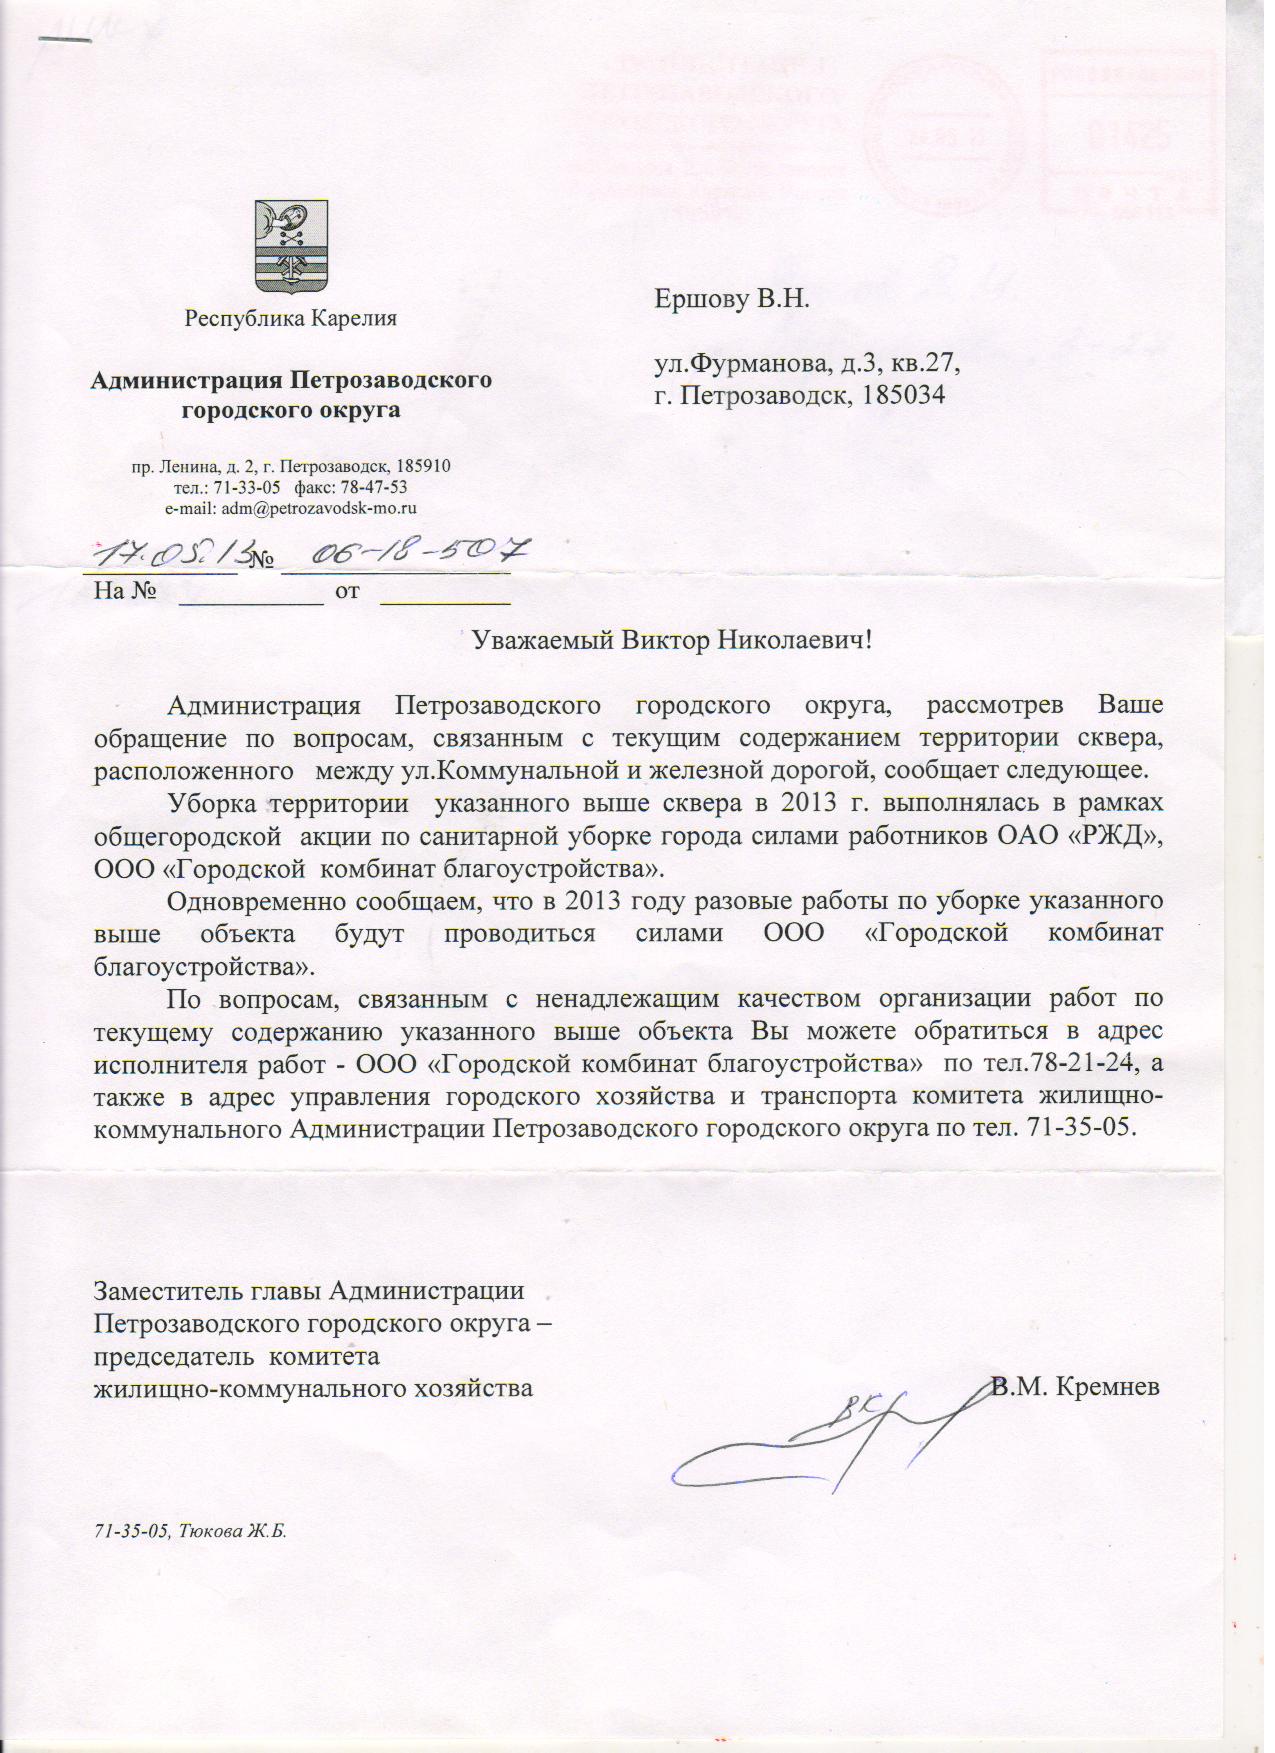 Республика Карелия
Администрация Петрозаводского
городского округа
пр. Ленина, д. 2, г. Петрозаводск, 185910
тел.: 71-33-05 факс: 78-47-53
e-mail: adm@petrozavodsk-mo.ru
17.05.13 № 06-18-507
На № ____________ от __________
Ершову В.Н.
ул.Фурманова, д.3, кв.27,
г. Петрозаводск, 185034
Уважаемый Виктор Николаевич!
Администрация Петрозаводского городского округа, рассмотрев Ваше
обращение по вопросам, связанным с текущим содержанием территории сквера,
расположенного между ул.Коммунальной и железной дорогой, сообщает следующее.
Уборка территории указанного выше сквера в 2013 г. выполнялась в рамках
общегородской акции по санитарной уборке города силами работников ОАО «РЖД»,
ООО «Городской комбинат благоустройства».
Одновременно сообщаем, что в 2013 году разовые работы по уборке указанного
выше объекта будут проводиться силами ООО «Городской комбинат
благоустройства».
По вопросам, связанным с ненадлежащим качеством организации работ по
текущему содержанию указанного выше объекта Вы можете обратиться в адрес
исполнителя работ - ООО «Городской комбинат благоустройства» по тел.78-21-24, а
также в адрес управления городского хозяйства и транспорта комитета жилищно-
коммунального Администрации Петрозаводского городского округа по тел. 71-35-05.
Заместитель главы Администрации
Петрозаводского городского округа –
председатель комитета
жилищно-коммунального хозяйства
В.М. Кремнев
71-35-05, Тюкова Ж.Б.